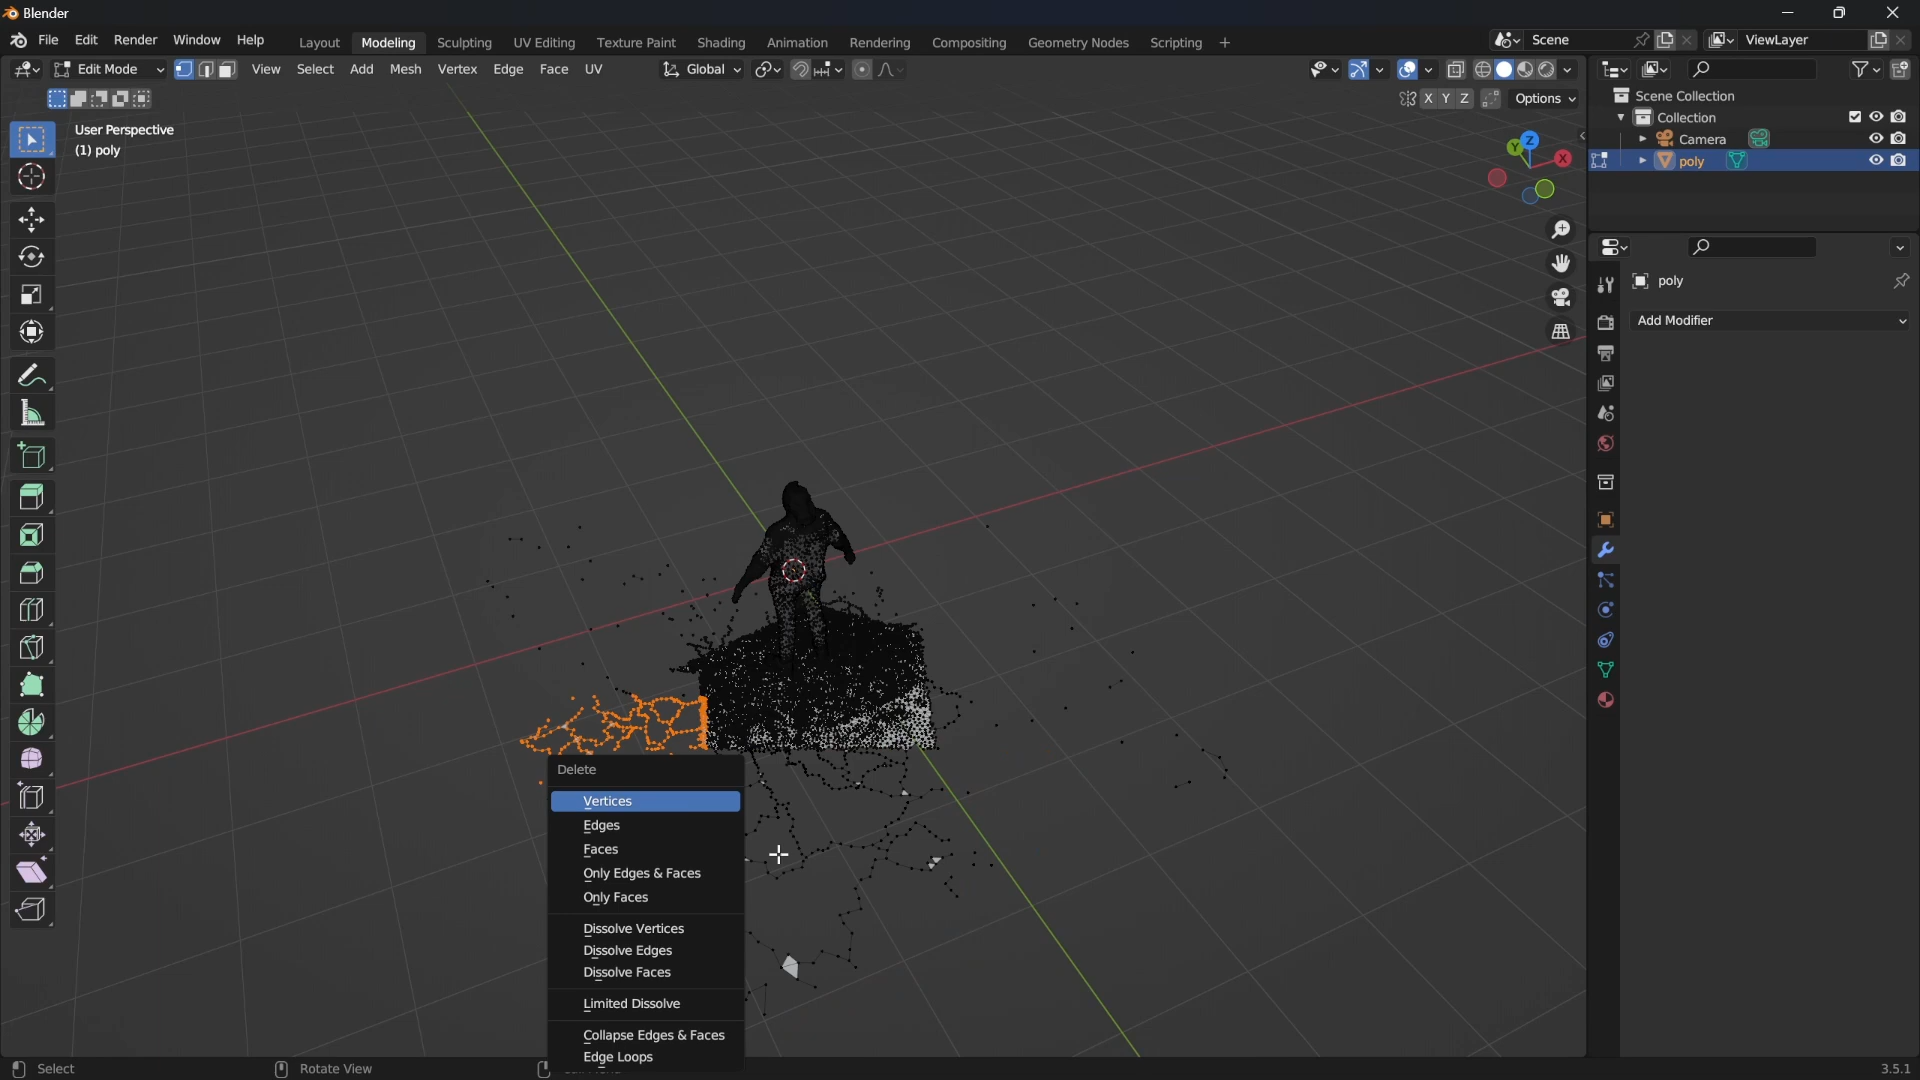 Blender
File Edit Render Window Help Layout Modeling Sculpting UV Editing Texture Paint Shading Animation Rendering Compositing Geometry Nodes Scripting + Scene ViewLayer
Edit Mode View Select Add Mesh Vertex Edge Face UV Global
X Y Z Options
Scene Collection
Collection
Camera
poly
User Perspective
(1) poly
Z
Y
X
poly
Add Modifier
Delete
Vertices
Edges
Faces
Only Edges & Faces
Only Faces
Dissolve Vertices
Dissolve Edges
Dissolve Faces
Limited Dissolve
Collapse Edges & Faces
Edge Loops
Select Rotate View 3.5.1